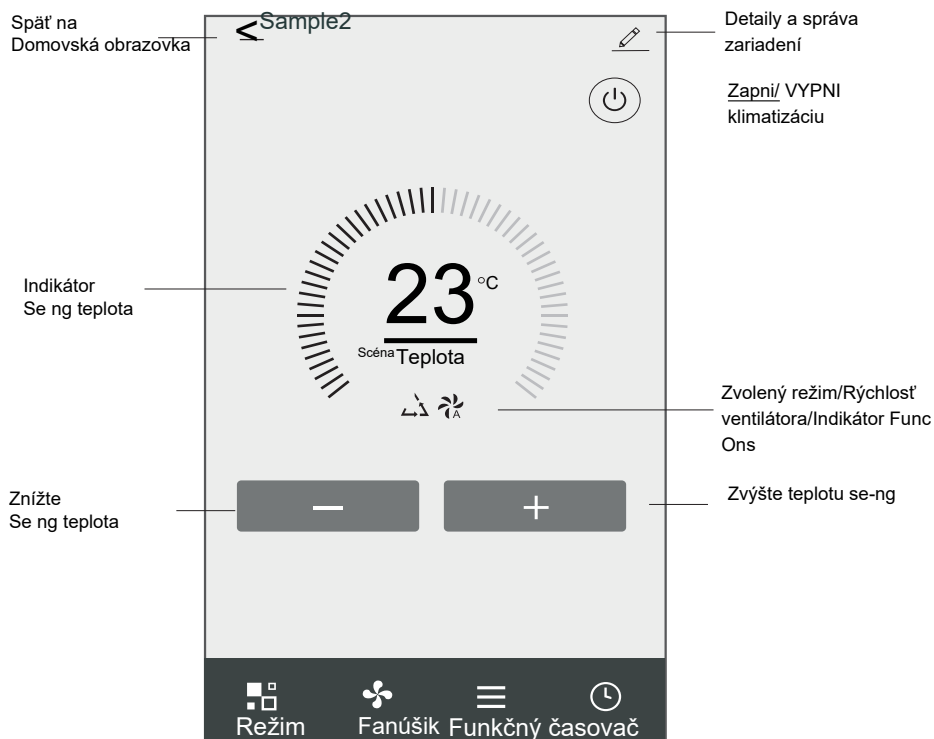 Späť na
Domovská obrazovka
Sample2
Detaily a správa
zariadení
Zapni/ VYPNI
klimatizáciu
Indikátor
Se ng teplota
23°C
Scéna Teplota
A
Zvolený režim/Rýchlosť
ventilátora/Indikátor Func
Ons
Znížte
Se ng teplota
Zvýšte teplotu se-ng
Režim Fanúšik Funkčný časovač